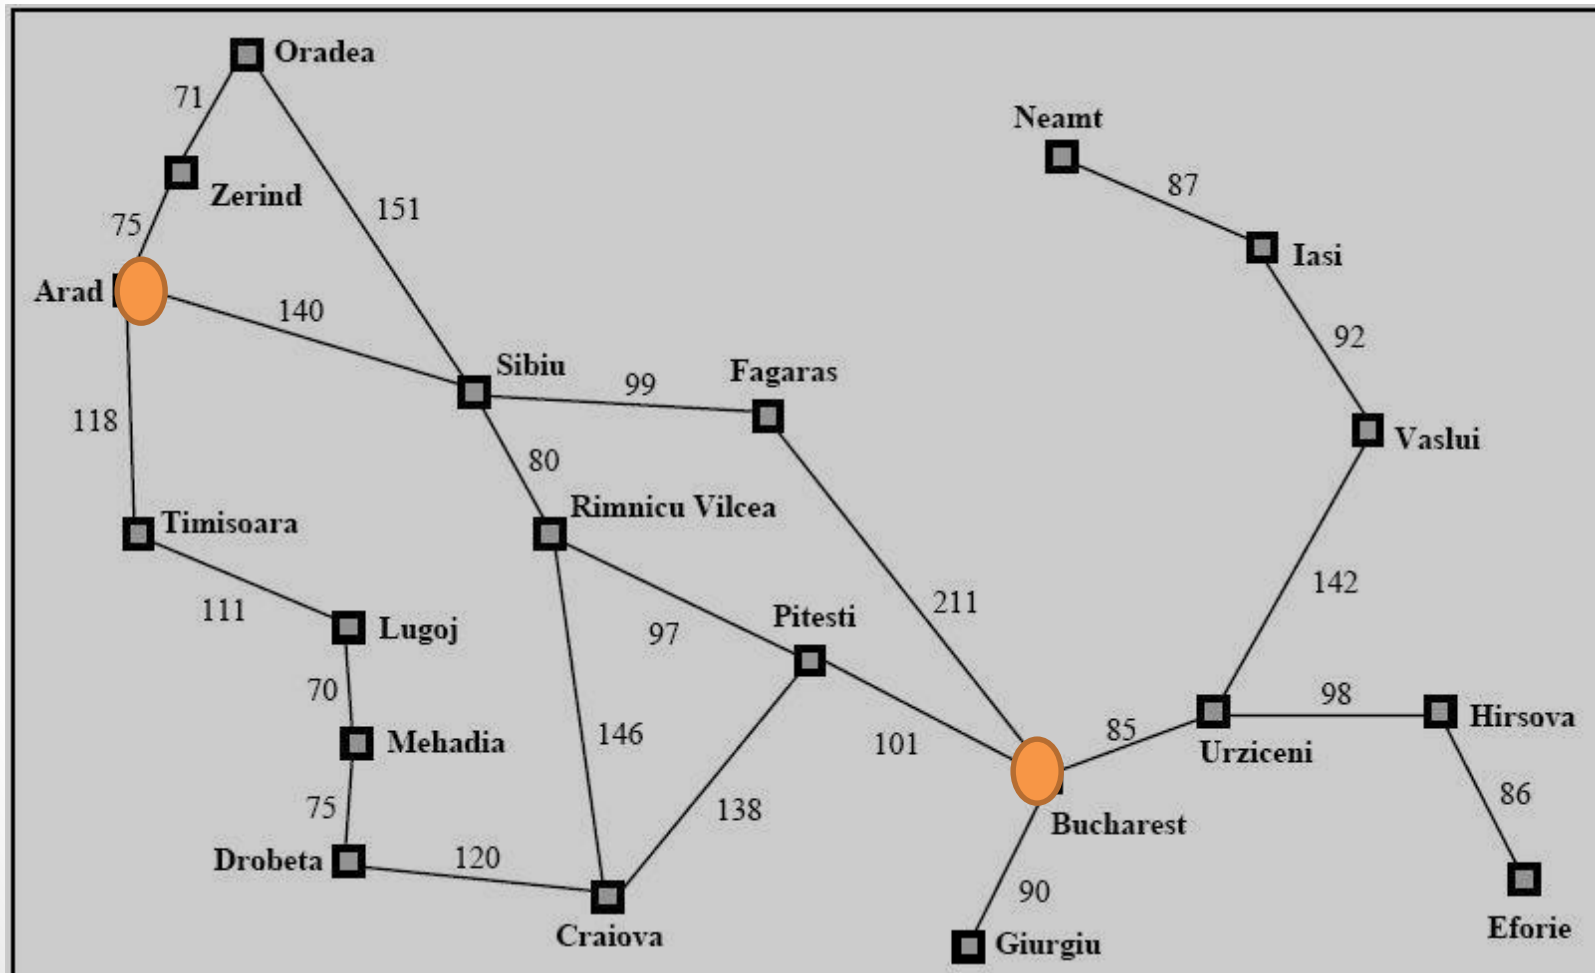 Oradea
71
Neamt
87
Zerind
151
75
Iasi
Arad
140
92
Sibiu
Fagaras
99
118
Vaslui
80
Rimnicu Vilcea
Timisoara
142
211
111
Pitesti
Lugoj
97
70
98
Hirsova
146
101
85
Mehadia
Urziceni
86
75
138
Bucharest
Drobeta
120
90
Craiova
Giurgiu
Eforie